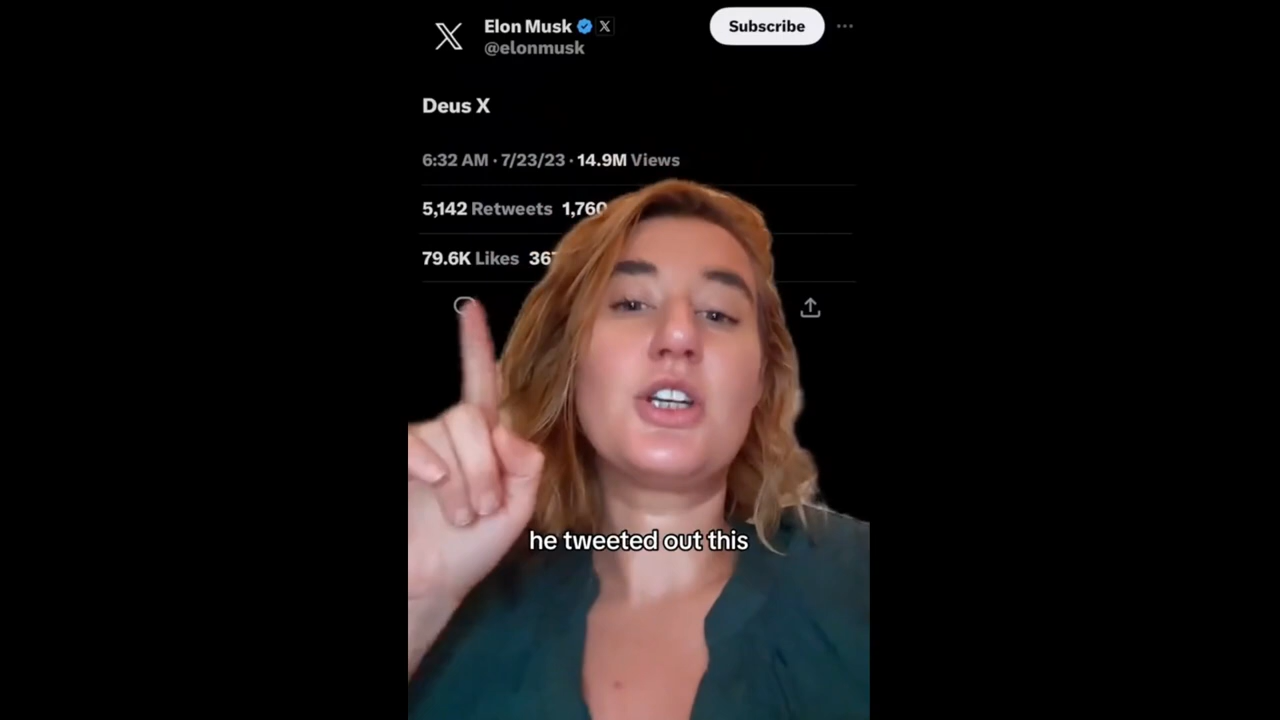 Elon Musk
@elonmusk
Subscribe
Deus X
6:32 AM · 7/23/23 · 14.9M Views
5,142 Retweets 1,760
79.6K Likes 367
he tweeted out this